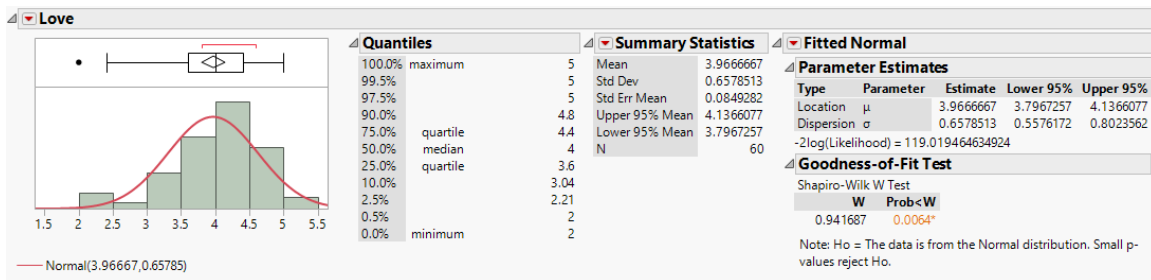 Love
1.5 2 2.5 3 3.5 4 4.5 5 5.5
Normal(3.96667,0.65785)
Quantiles
100.0% maximum 5
99.5% 5
97.5% 5
90.0% 4.8
75.0% quartile 4.4
50.0% median 4
25.0% quartile 3.6
10.0% 3.04
2.5% 2.21
0.5% 2
0.0% minimum 2
Summary Statistics
Mean 3.9666667
Std Dev 0.6578513
Std Err Mean 0.0849282
Upper 95% Mean 4.1366077
Lower 95% Mean 3.7967257
N 60
Fitted Normal
Parameter Estimates
Type Parameter Estimate Lower 95% Upper 95%
Location μ 3.9666667 3.7967257 4.1366077
Dispersion σ 0.6578513 0.5576172 0.8023562
-2log(Likelihood) = 119.019464634924
Goodness-of-Fit Test
Shapiro-Wilk W Test
W Prob<W
0.941687 0.0064*
Note: Ho = The data is from the Normal distribution. Small p-
values reject Ho.